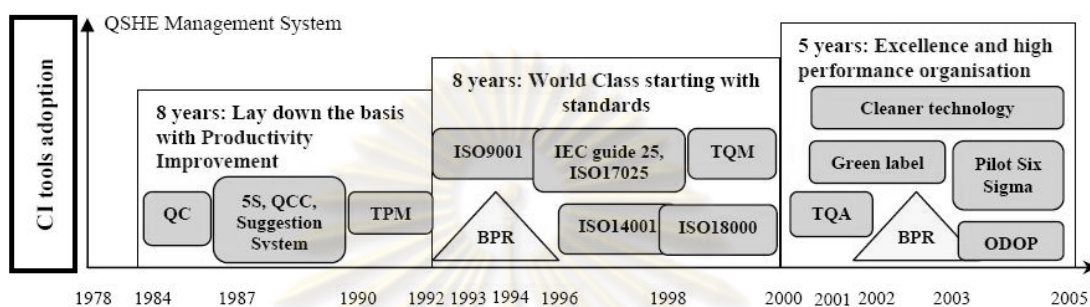 CI tools adoption
QSHE Management System
8 years: Lay down the basis
with Productivity
Improvement
QC
5S, QCC,
Suggestion
System
TPM
8 years: World Class starting with
standards
ISO9001
IEC guide 25,
ISO17025
TQM
BPR
ISO14001
ISO18000
5 years: Excellence and high
performance organisation
Cleaner technology
Green label
Pilot Six
Sigma
TQA
BPR
ODOP
1978 1984 1987 1990 1992 1993 1994 1996 1998 2000 2001 2002 2003 2005